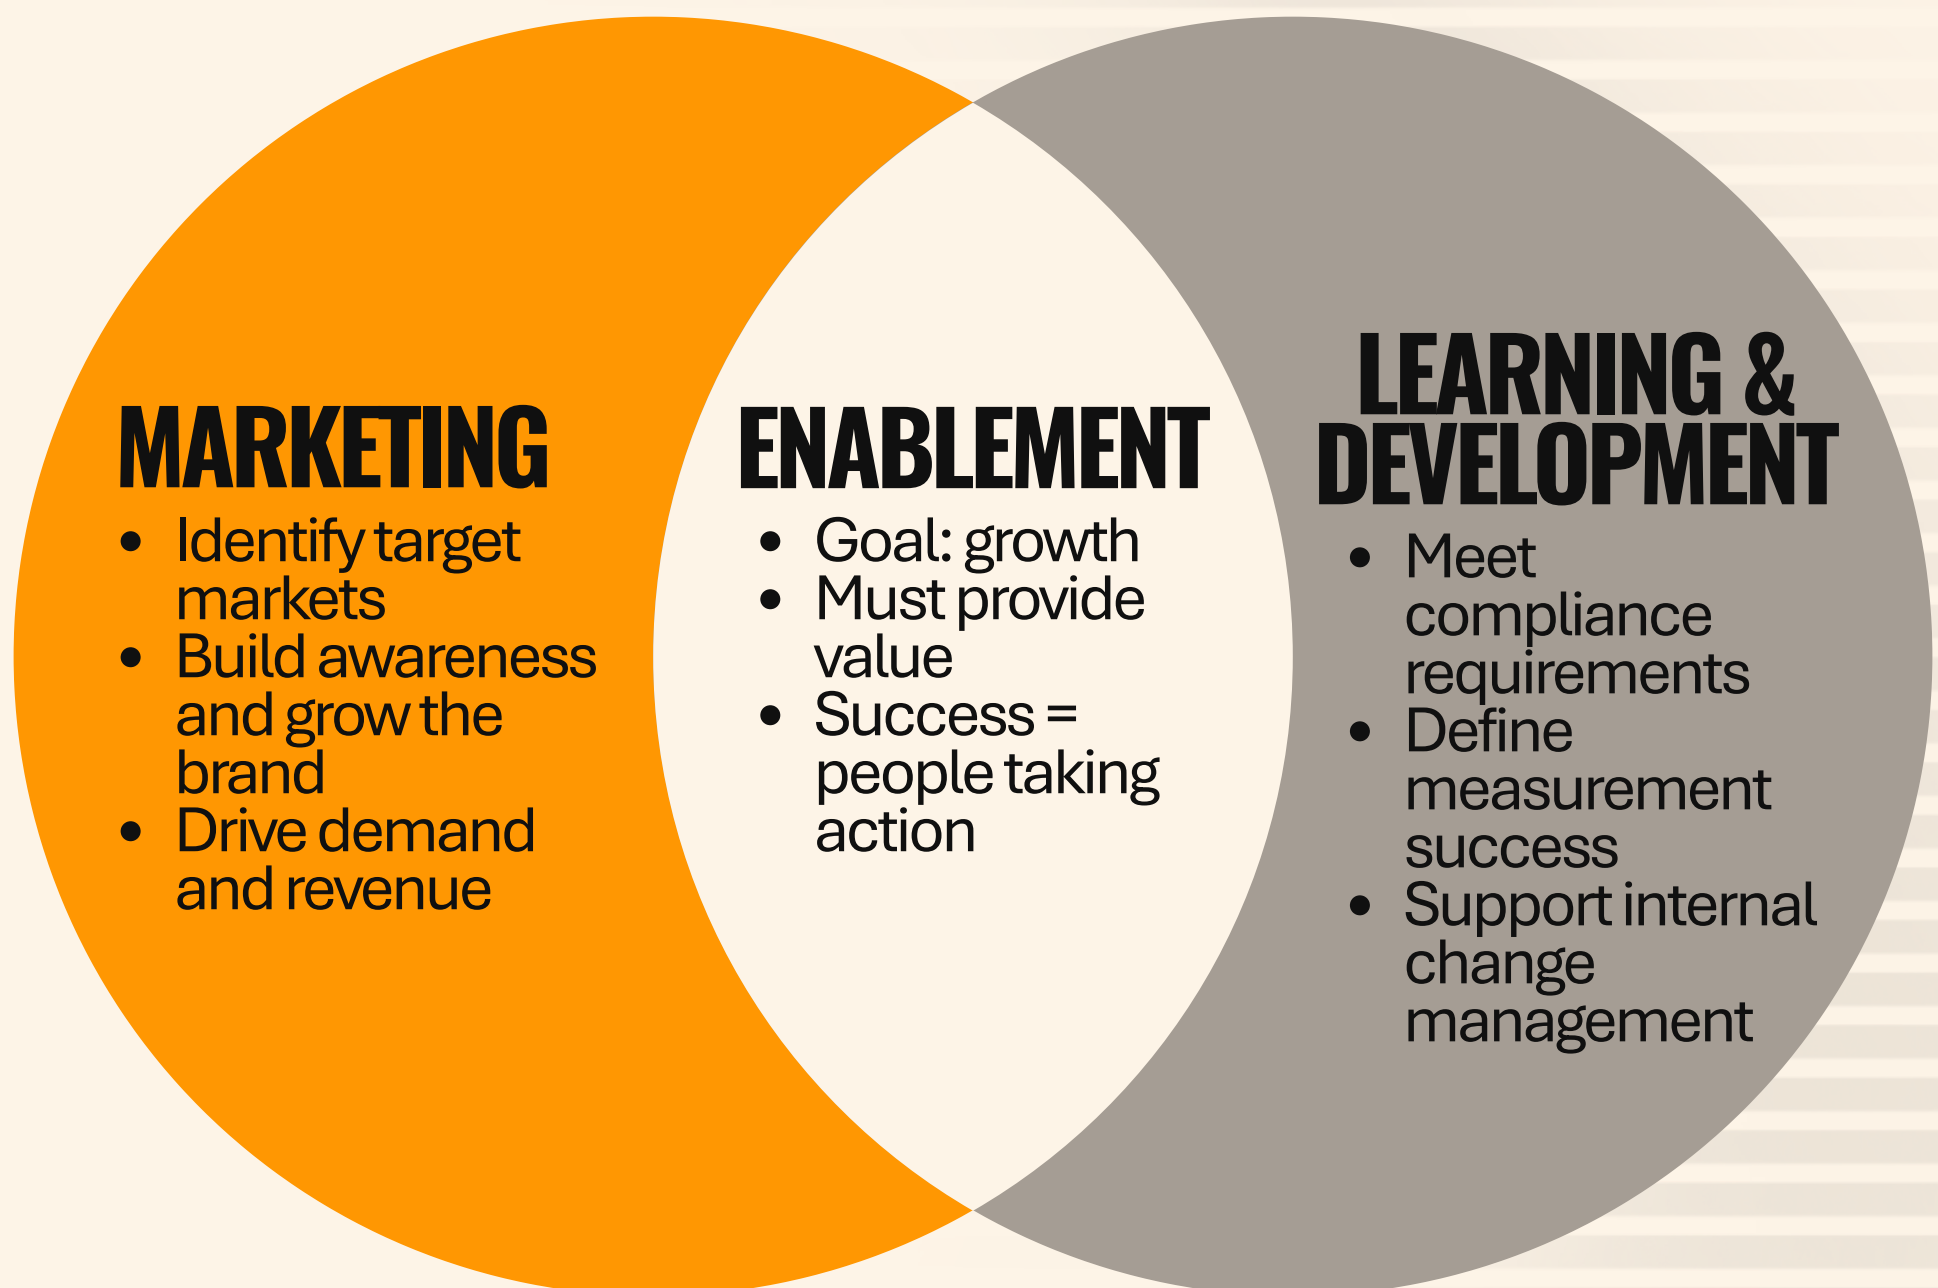 MARKETING
• Identify target
markets
• Build awareness
and grow the
brand
• Drive demand
and revenue
ENABLEMENT
• Goal: growth
• Must provide
value
• Success =
people taking
action
LEARNING &
DEVELOPMENT
• Meet
compliance
requirements
• Define
measurement
success
• Support internal
change
management